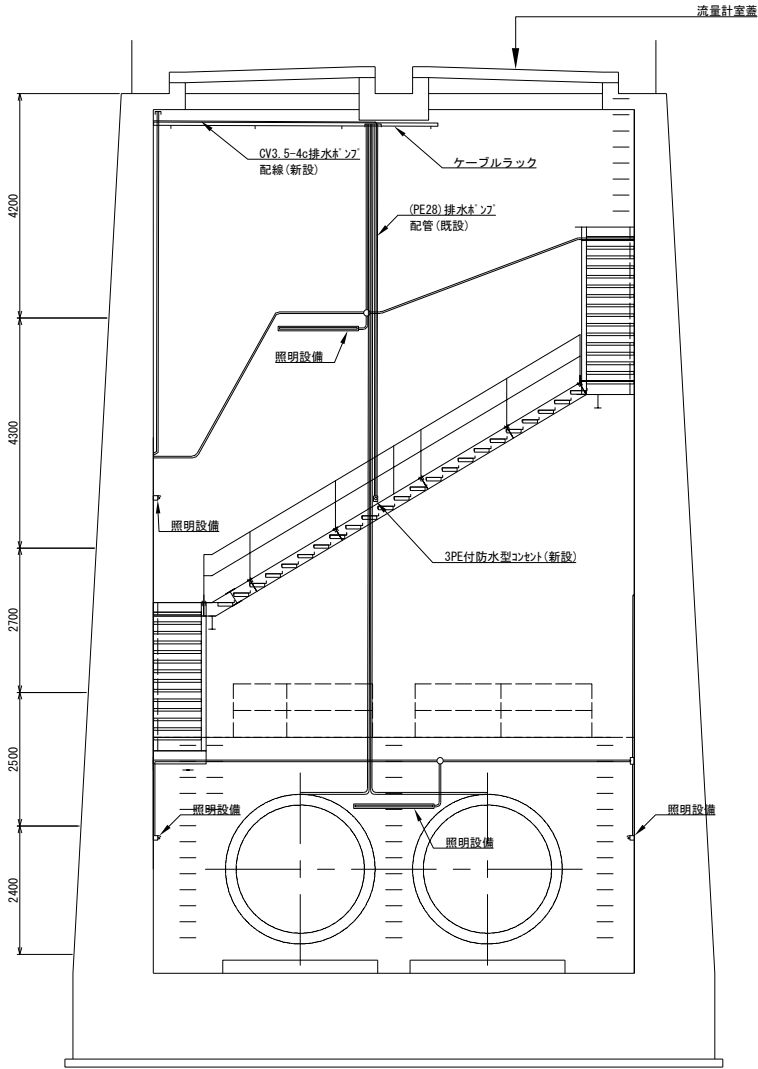 流量計室蓋
CV3.5-4c排水ﾎﾟﾝﾌﾟ
配線(新設)
ケーブルラック
4200
(PE28)排水ﾎﾟﾝﾌﾟ
配管(既設)
照明設備
4300
照明設備
3PE付防水型ｺﾝｾﾝﾄ(新設)
2700
2500
照明設備
照明設備
照明設備
2400